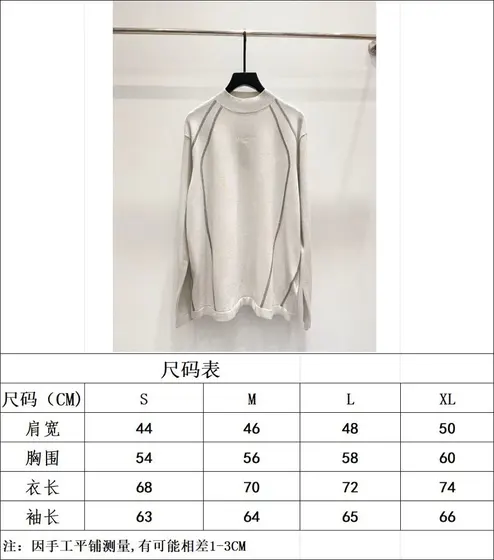 尺码表
尺码（CM) S M L XL
肩宽 44 46 48 50
胸围 54 56 58 60
衣长 68 70 72 74
袖长 63 64 65 66
注：因手工平铺测量,有可能相差1-3CM